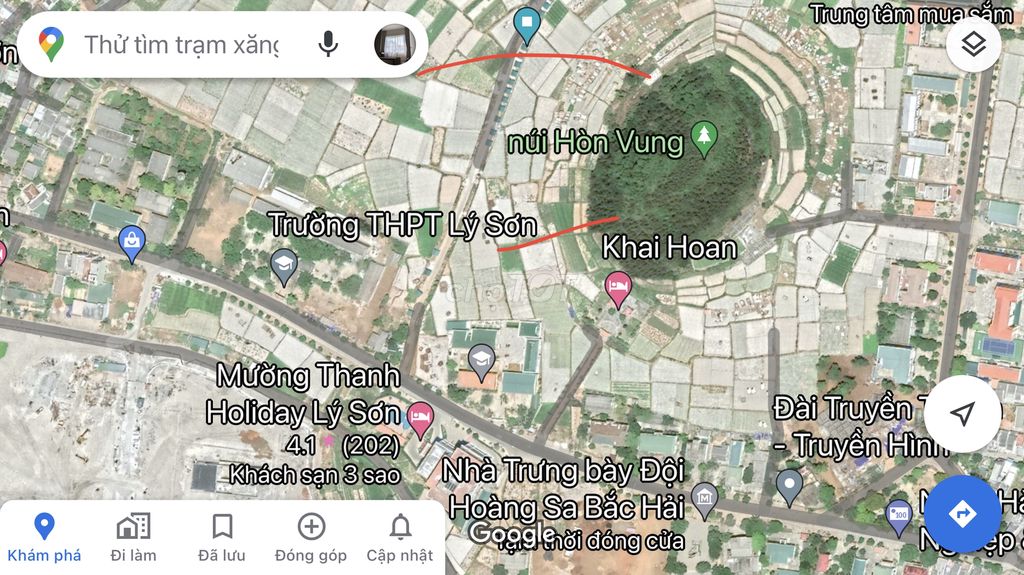 Trung tâm mua sắm
Thử tìm trạm xăng
núi Hòn Vung
Trường THPT Lý Sơn
Khai Hoan
Mường Thanh
Holiday Lý Sơn
4.1 (202)
Khách sạn 3 sao
Đài Truyền
- Truyền Hình
Nhà Trưng bày Đội
Hoàng Sa Bắc Hải
Tạm thời đóng cửa
Google
Khám phá
Đi làm
Đã lưu
Đóng góp
Cập nhật